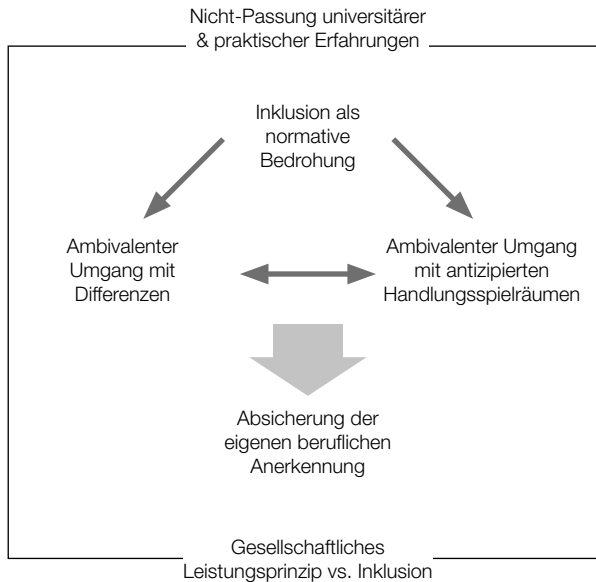 Nicht-Passung universitärer
& praktischer Erfahrungen
Inklusion als
normative
Bedrohung
Ambivalenter
Umgang mit
Differenzen
Ambivalenter Umgang
mit antizipierten
Handlungsspielräumen
Absicherung der
eigenen beruflichen
Anerkennung
Gesellschaftliches
Leistungsprinzip vs. Inklusion